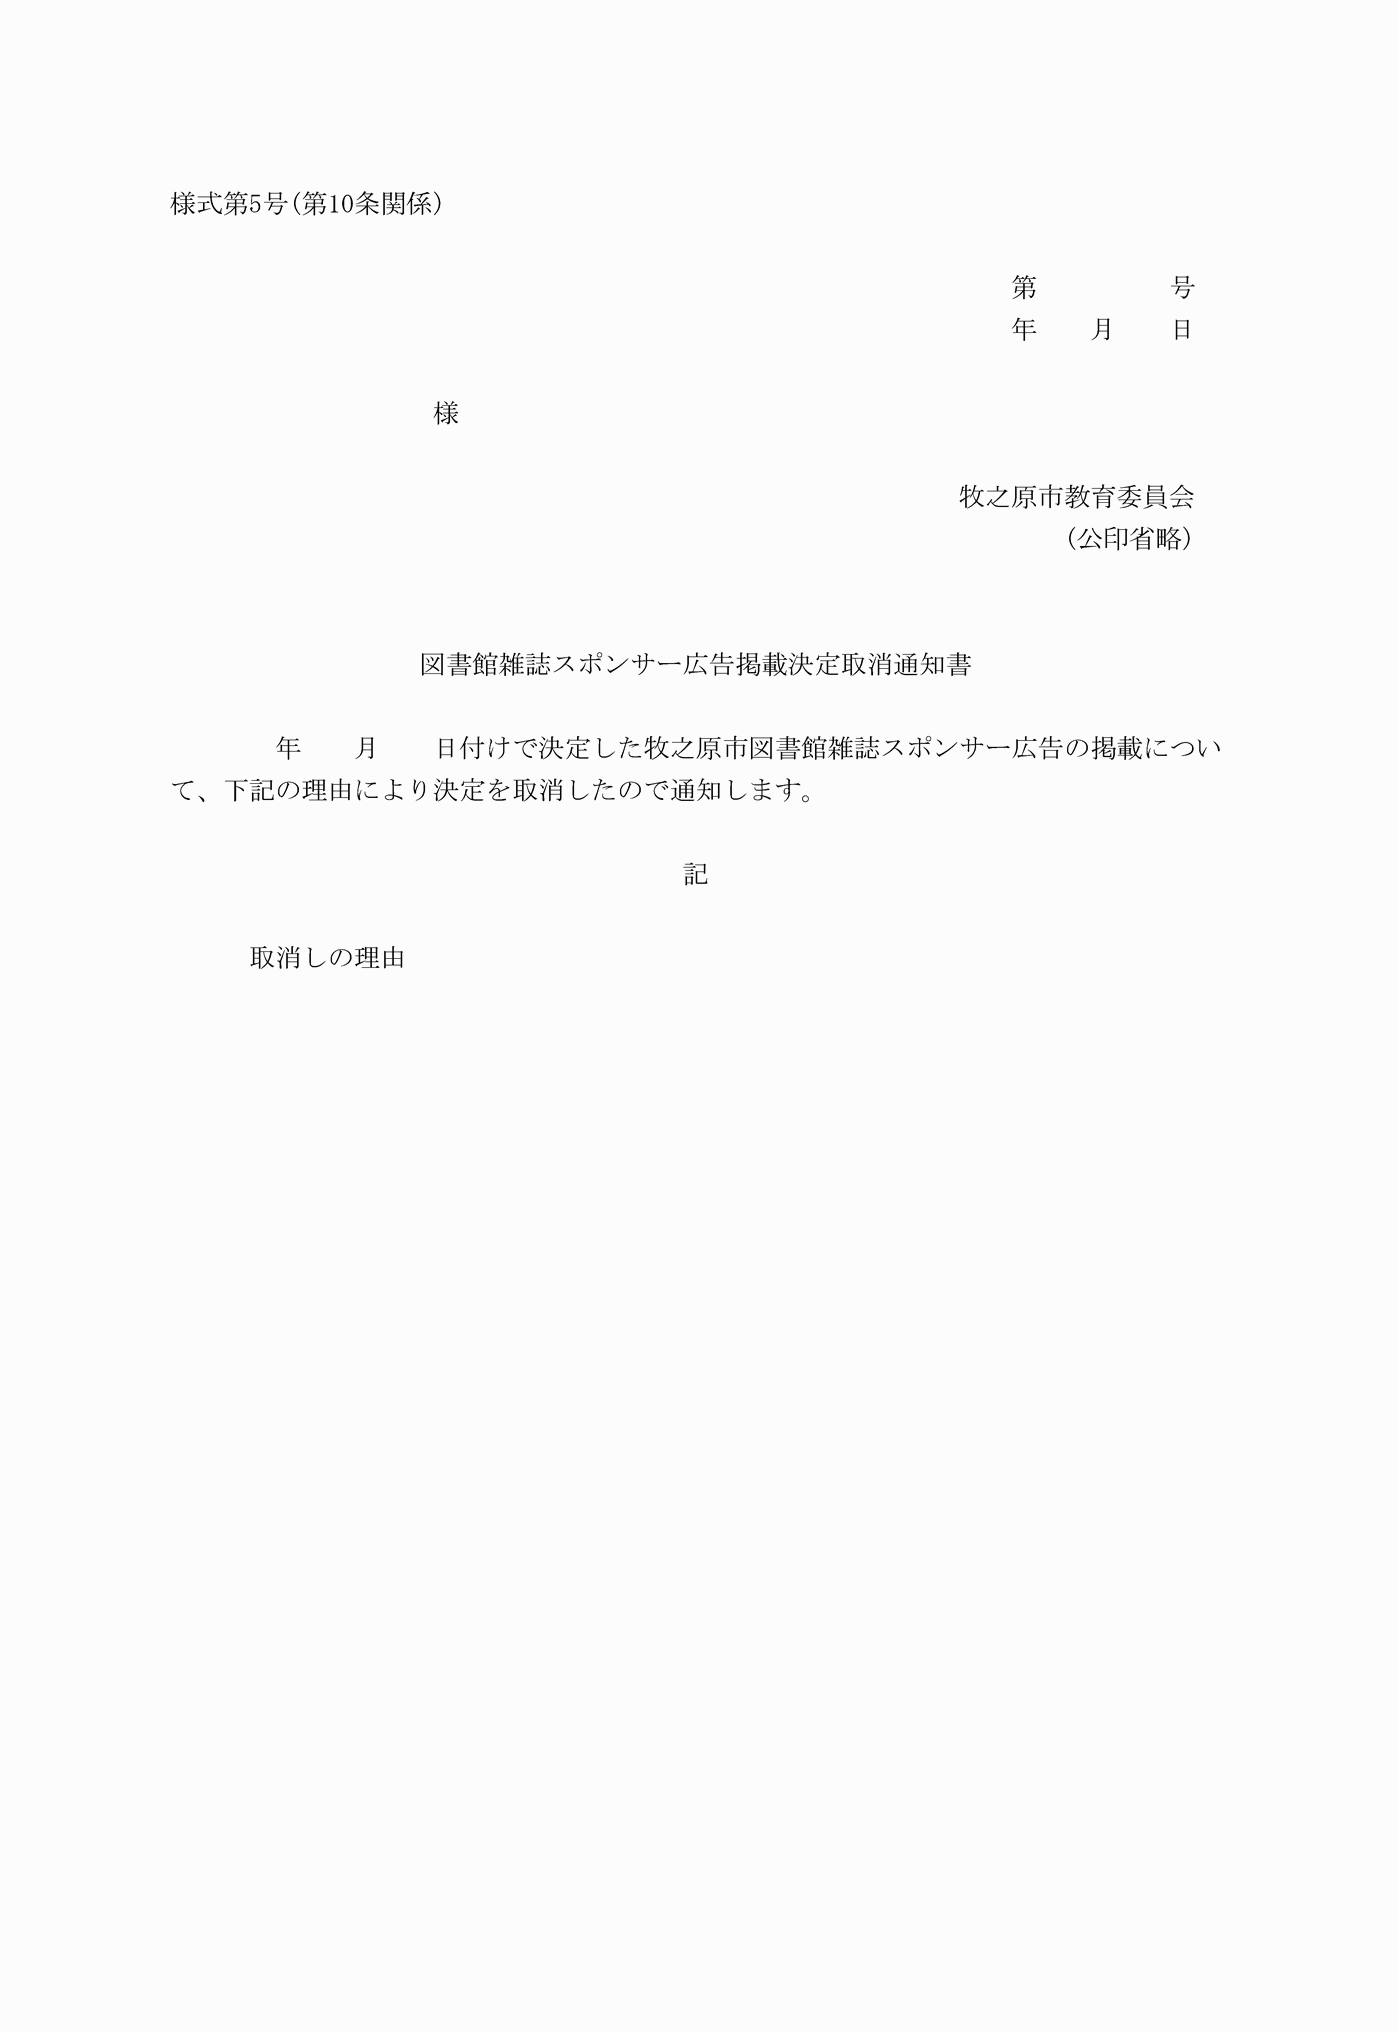 様式第5号(第10条関係)
第　　　　　号
年　　月　　日
様
牧之原市教育委員会
(公印省略)
図書館雑誌スポンサー広告掲載決定取消通知書
年　　月　　日付けで決定した牧之原市図書館雑誌スポンサー広告の掲載につい
て、下記の理由により決定を取消したので通知します。
記
取消しの理由